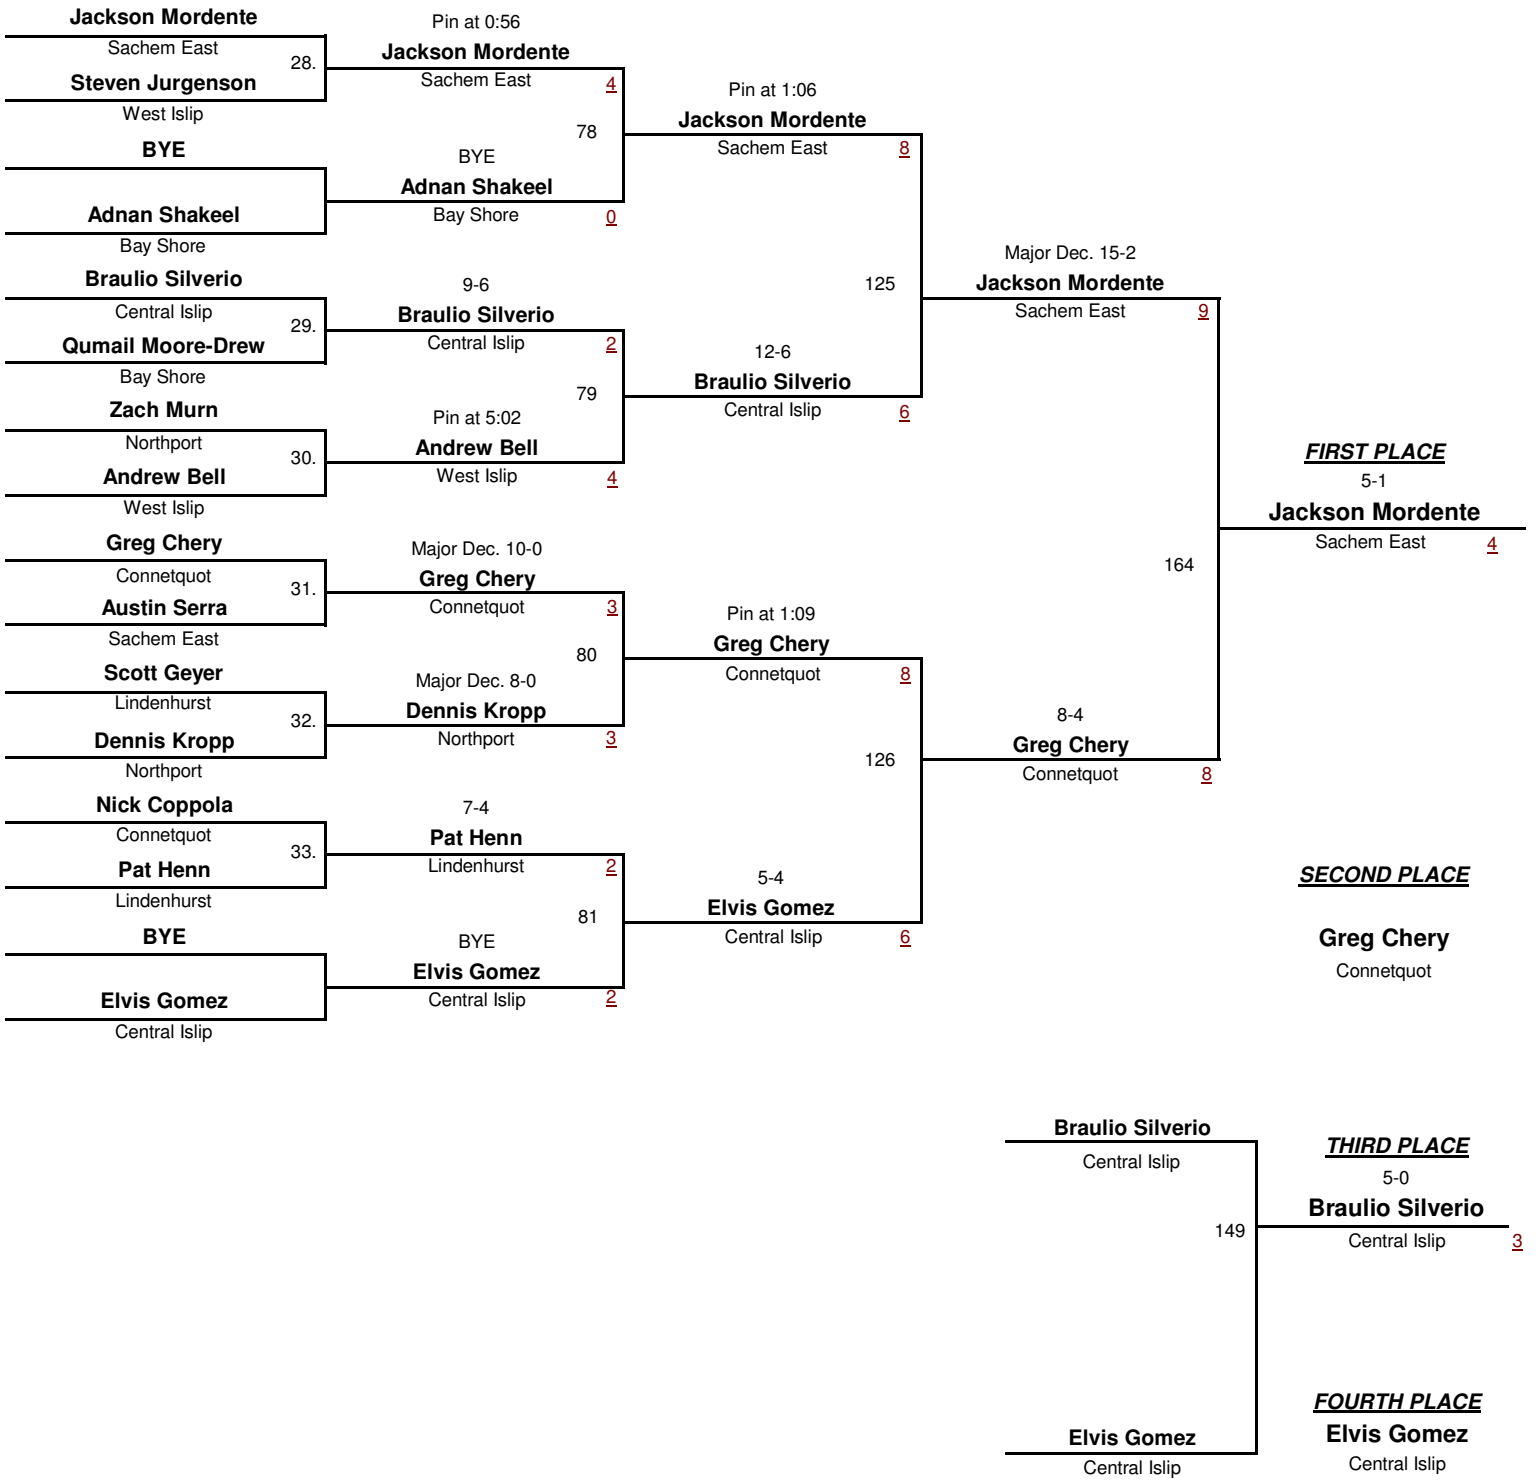 Jackson Mordente
Sachem East
28.
Steven Jurgenson
West Islip
BYE
Adnan Shakeel
Bay Shore
Braulio Silverio
Central Islip
29.
Qumail Moore-Drew
Bay Shore
Zach Murn
Northport
30.
Andrew Bell
West Islip
Greg Chery
Connetquot
31.
Austin Serra
Sachem East
Scott Geyer
Lindenhurst
32.
Dennis Kropp
Northport
Nick Coppola
Connetquot
33.
Pat Henn
Lindenhurst
BYE
Elvis Gomez
Central Islip
Pin at 0:56
Jackson Mordente
Sachem East 4
78
BYE
Adnan Shakeel
Bay Shore 0
9-6
Braulio Silverio
Central Islip 2
79
Pin at 5:02
Andrew Bell
West Islip 4
Major Dec. 10-0
Greg Chery
Connetquot 3
80
Major Dec. 8-0
Dennis Kropp
Northport 3
7-4
Pat Henn
Lindenhurst 2
81
BYE
Elvis Gomez
Central Islip 2
Pin at 1:06
Jackson Mordente
Sachem East 8
125
12-6
Braulio Silverio
Central Islip 6
Pin at 1:09
Greg Chery
Connetquot 8
126
5-4
Elvis Gomez
Central Islip 6
Major Dec. 15-2
Jackson Mordente
Sachem East 9
164
8-4
Greg Chery
Connetquot 8
FIRST PLACE
5-1
Jackson Mordente
Sachem East 4
SECOND PLACE
Greg Chery
Connetquot
Braulio Silverio
Central Islip
149
Elvis Gomez
Central Islip
THIRD PLACE
5-0
Braulio Silverio
Central Islip 3
FOURTH PLACE
Elvis Gomez
Central Islip